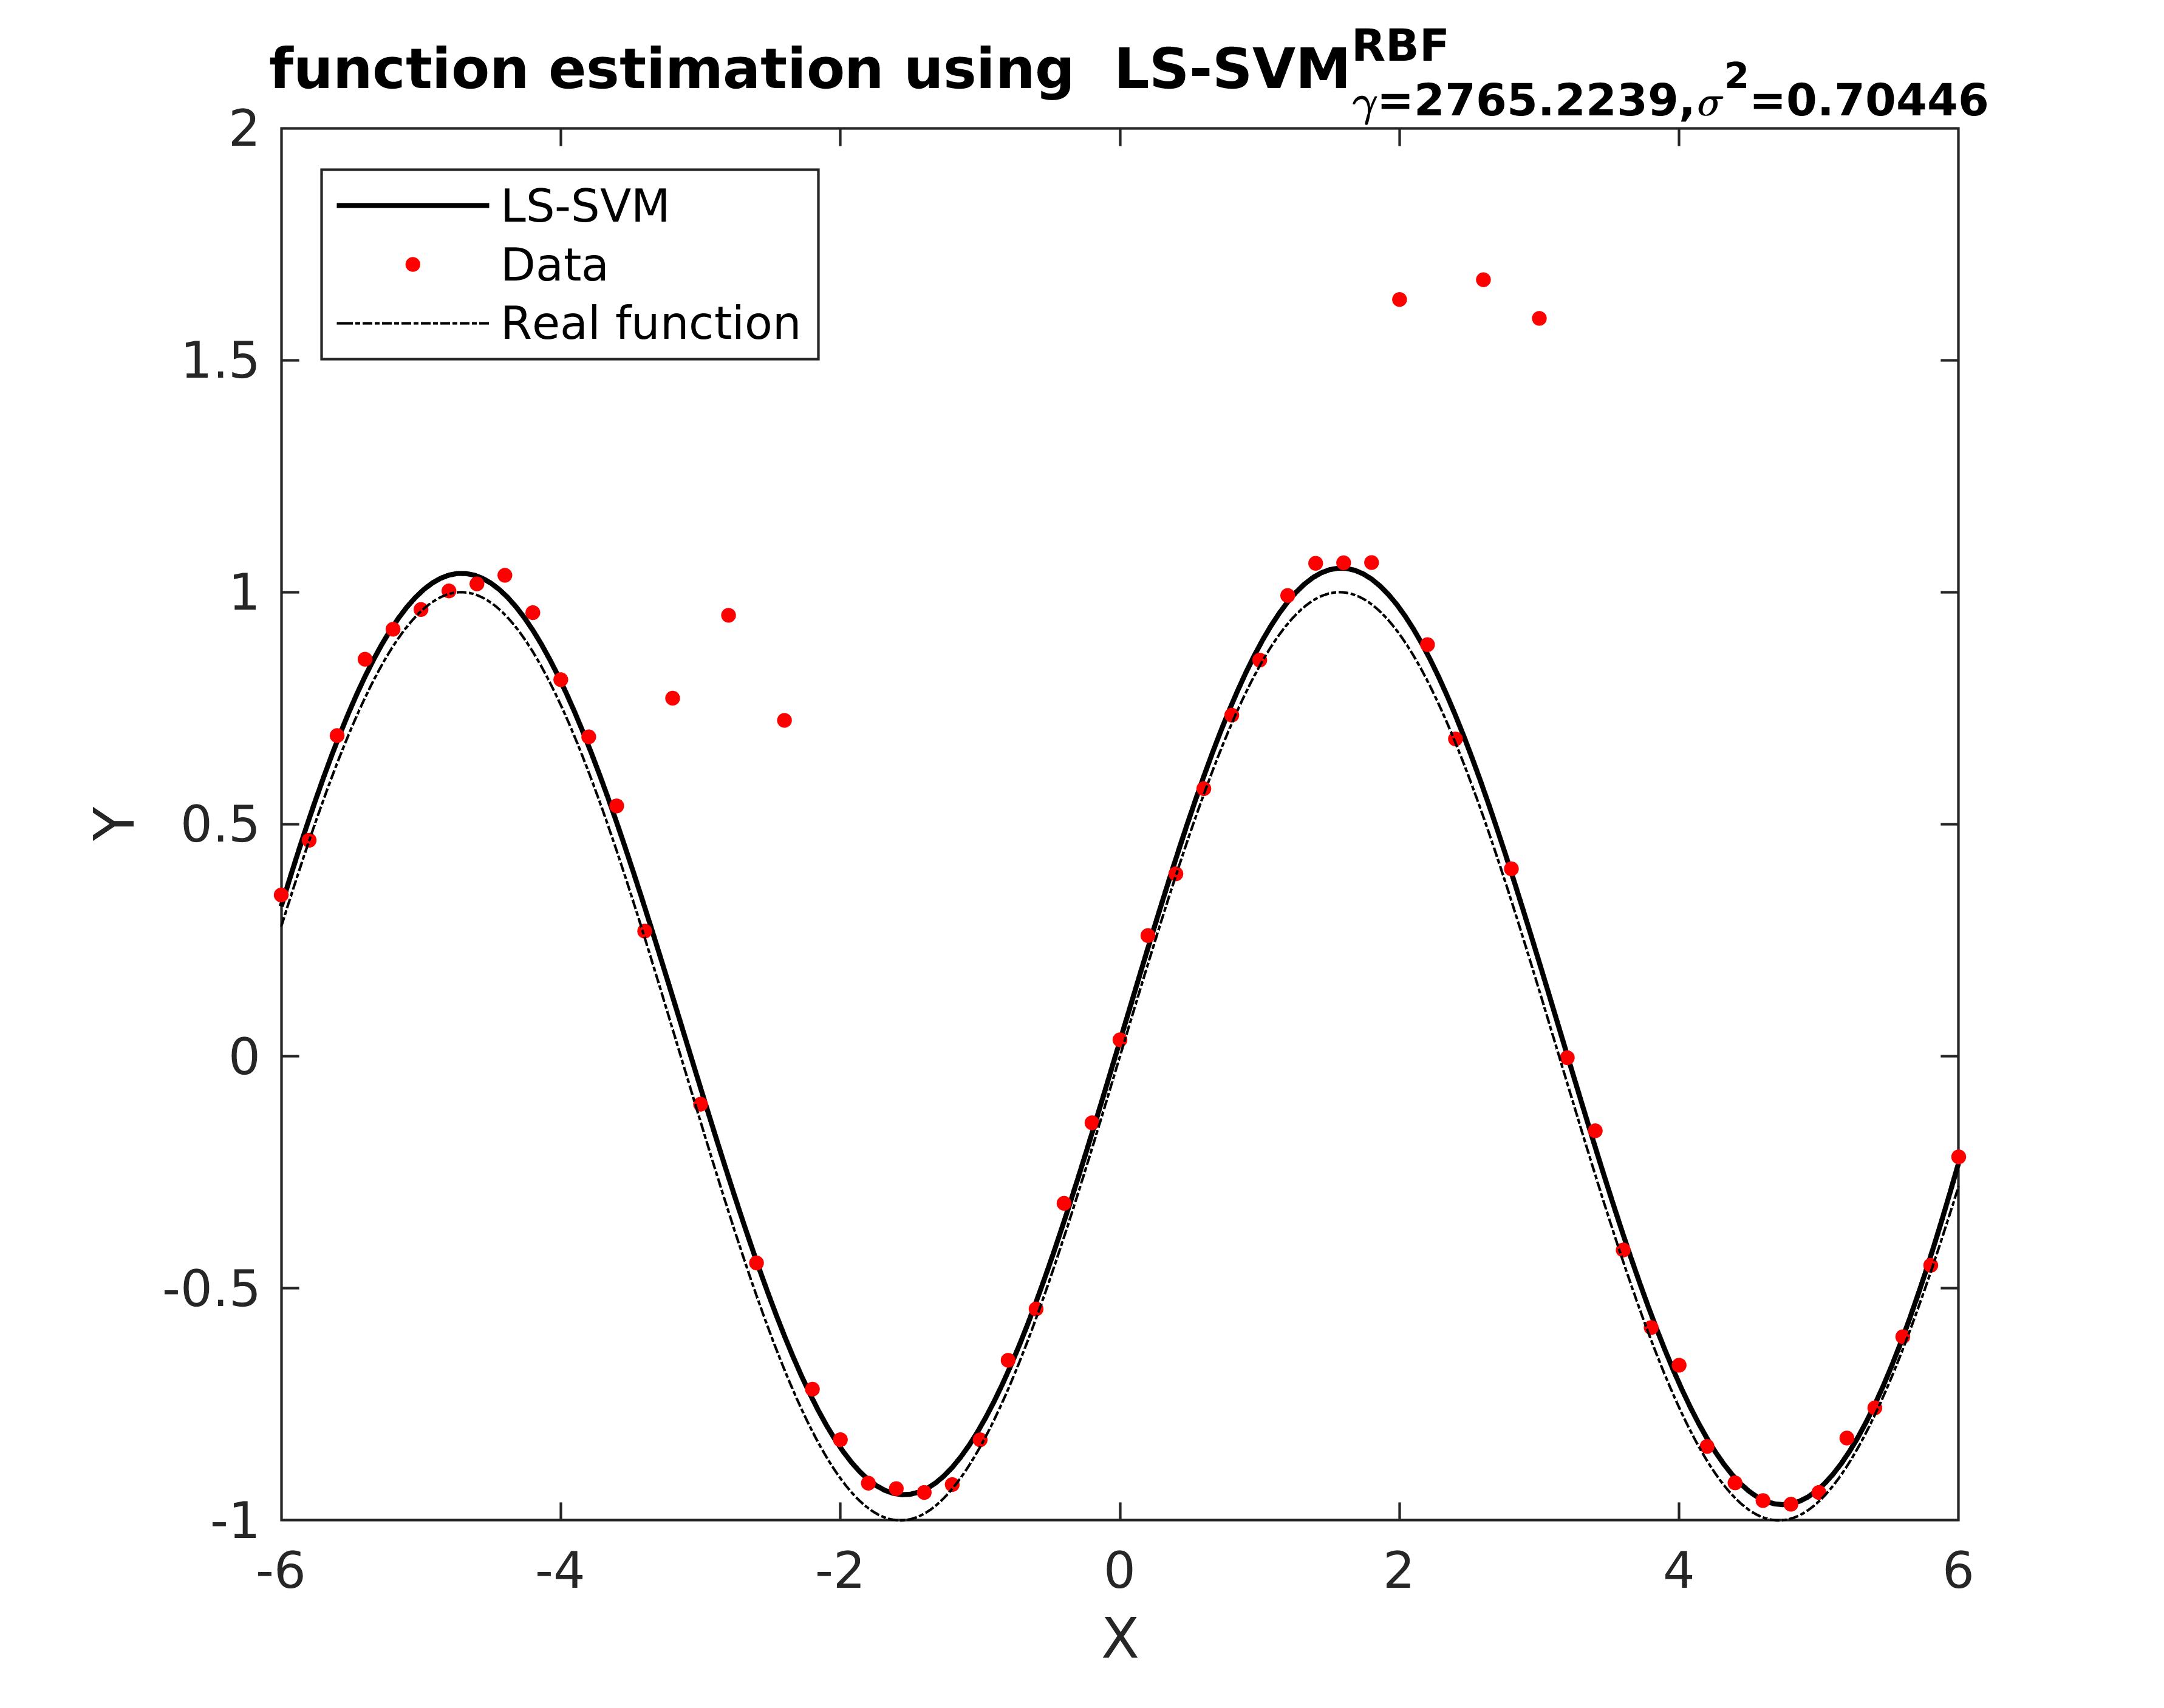 function estimation using LS-SVM^RBF_γ=2765.2239,σ^2=0.70446
LS-SVM
Data
Real function
2
1.5
1
0.5
0
-0.5
-1
Y
-6 -4 -2 0 2 4 6
X